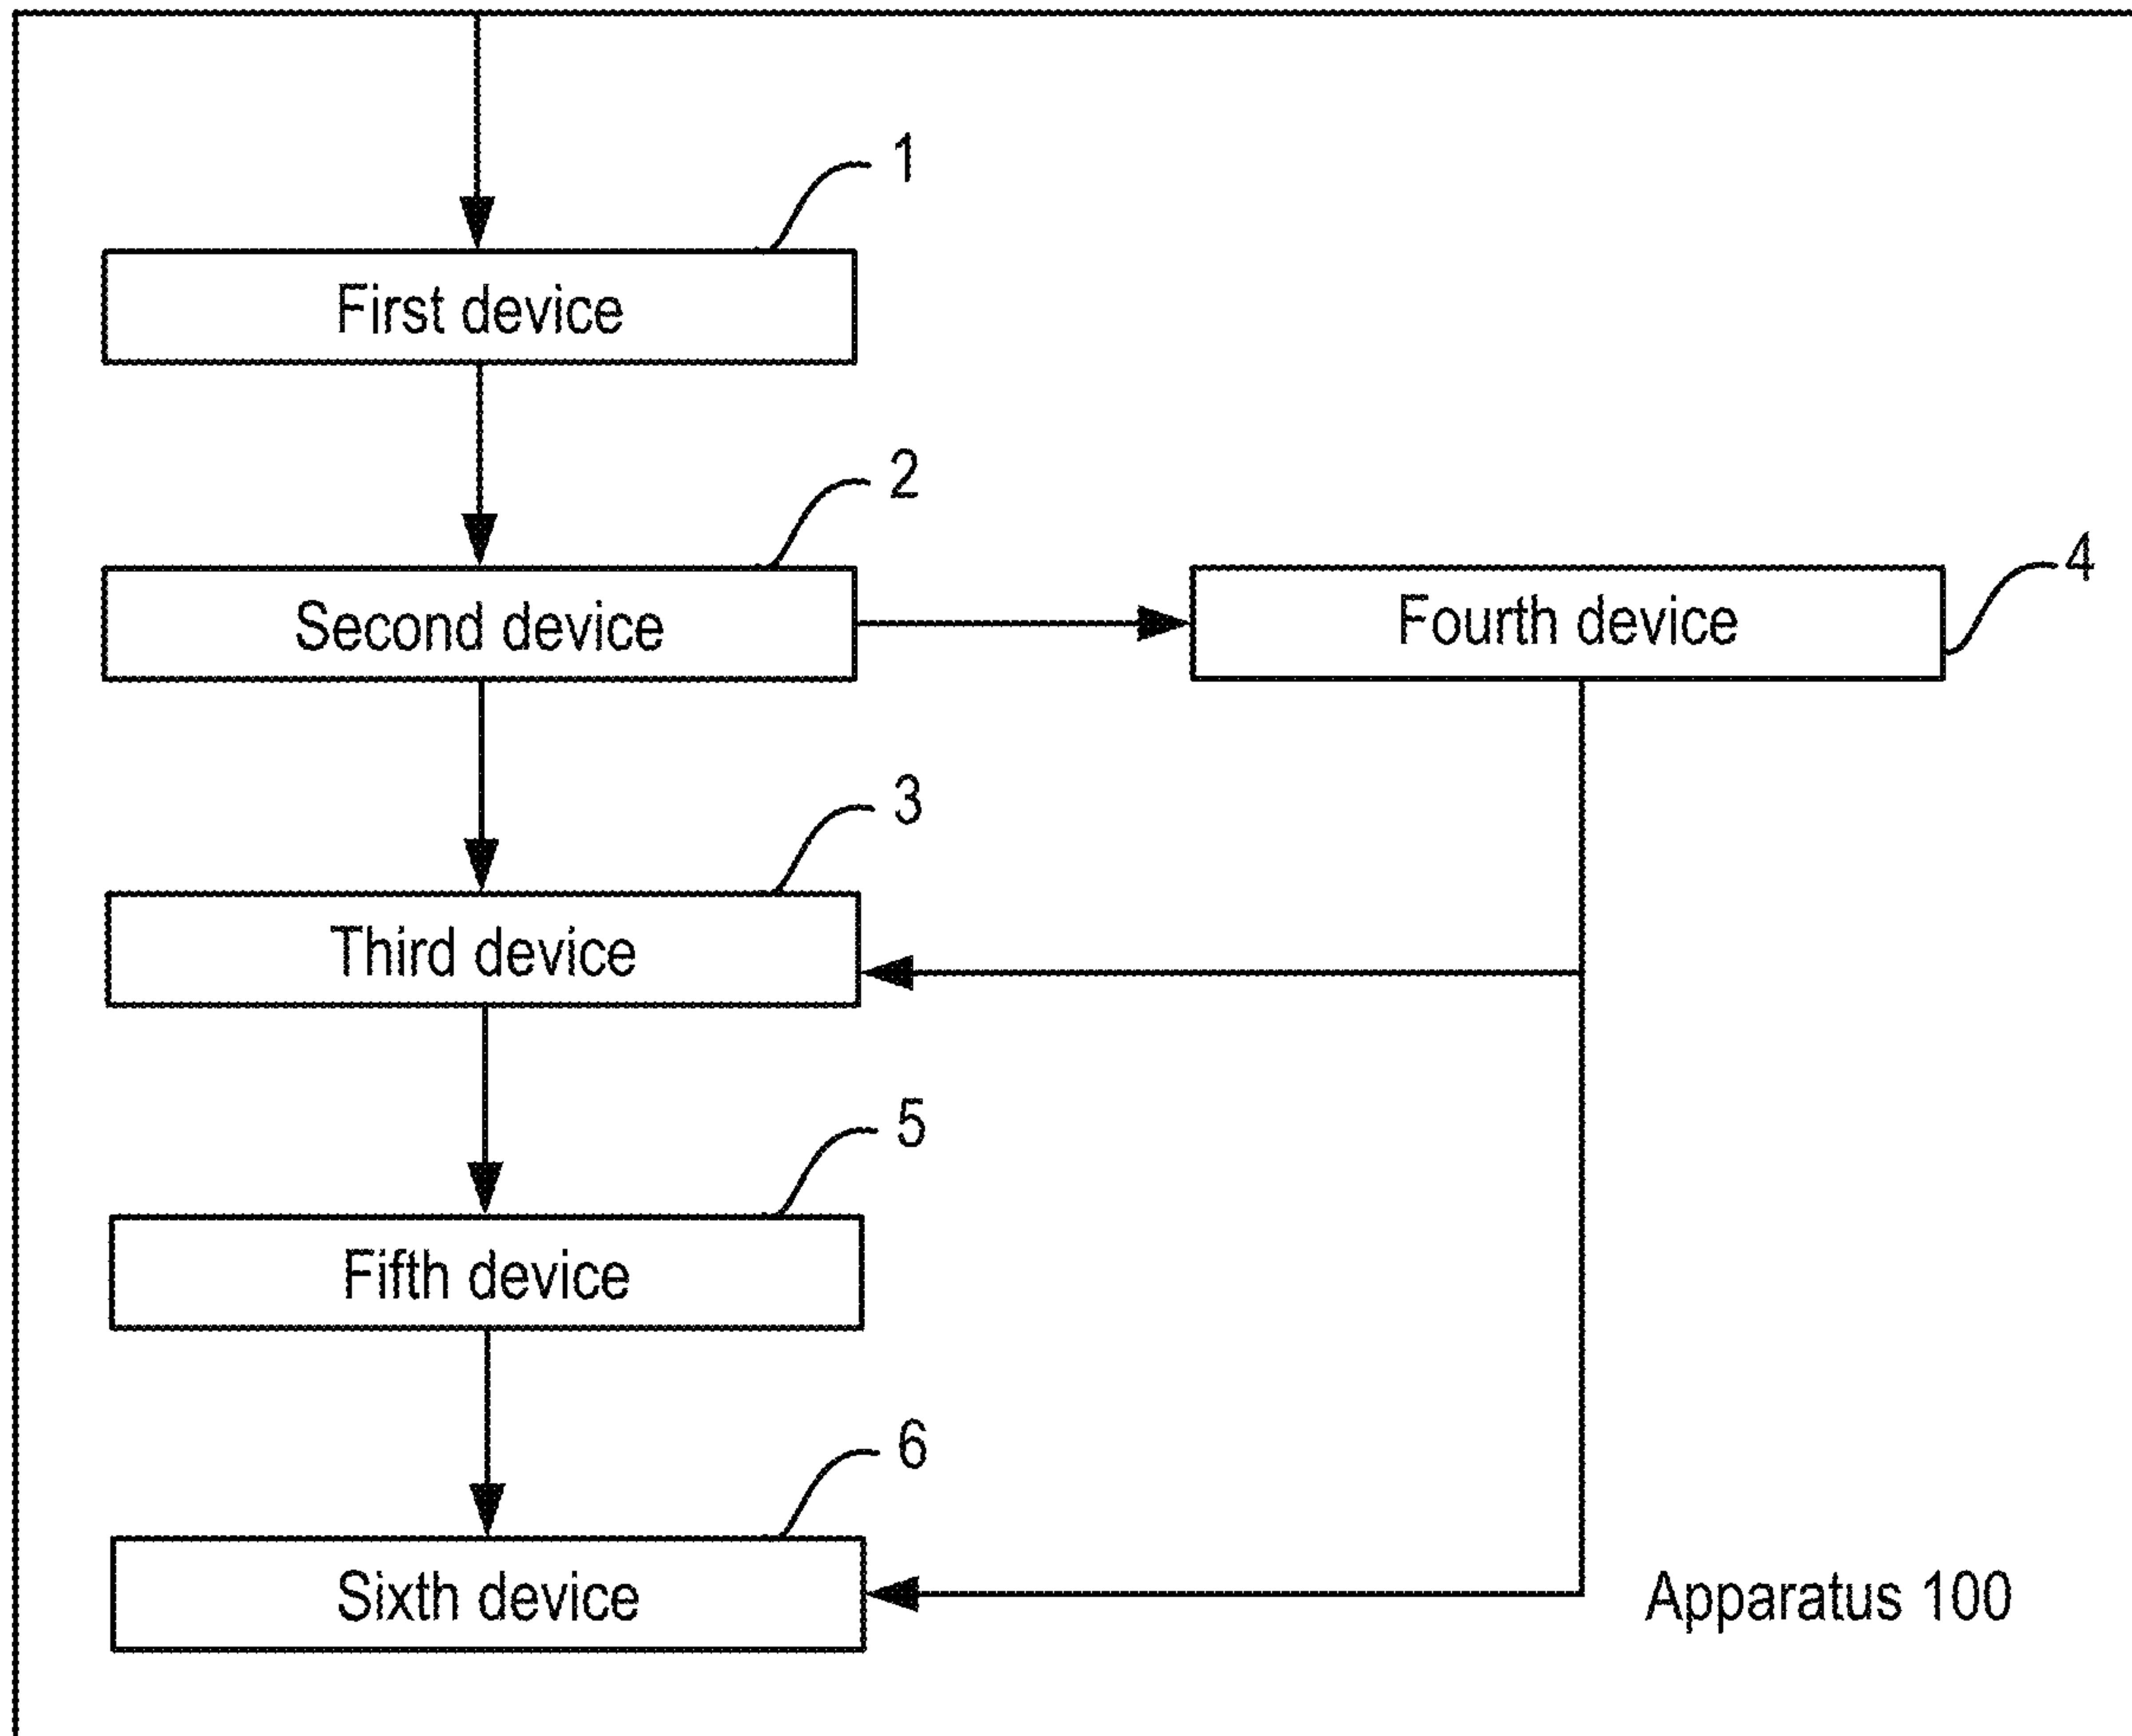 1
First device
2
Second device
4
Fourth device
3
Third device
5
Fifth device
6
Sixth device
Apparatus 100